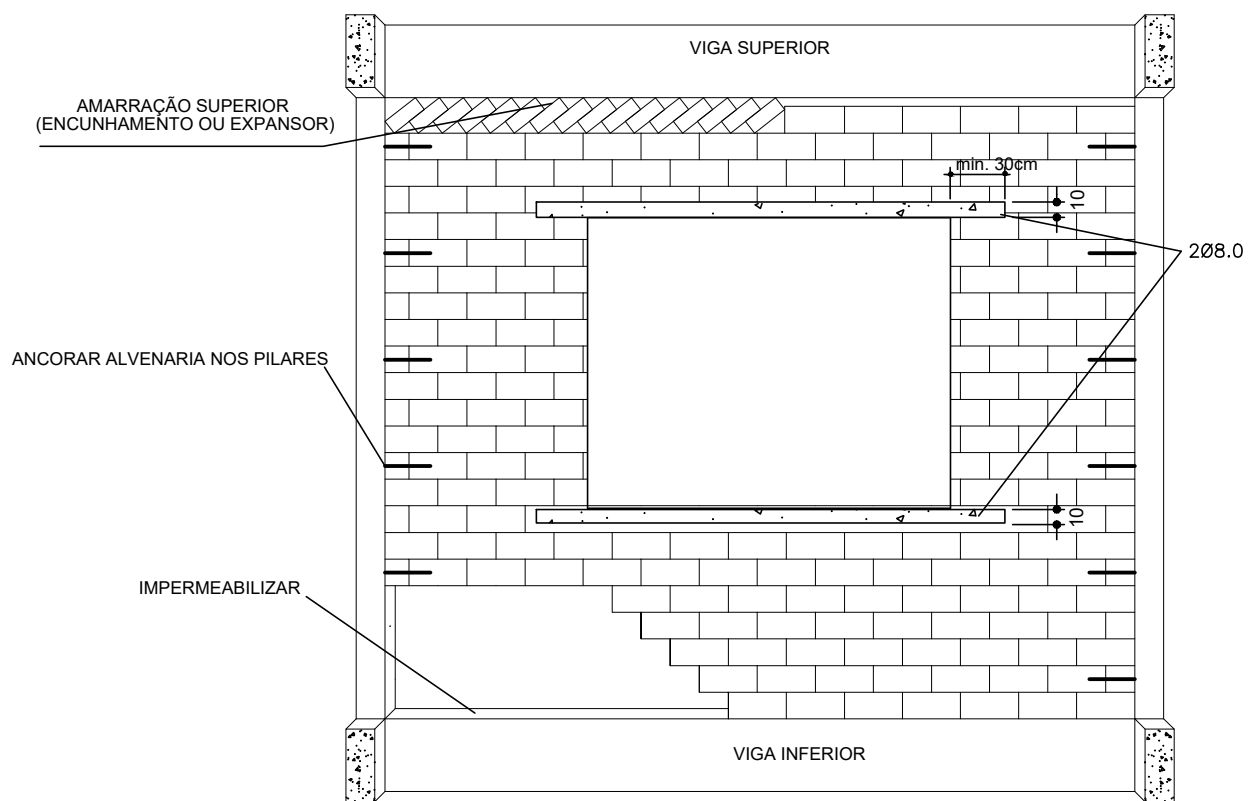 VIGA SUPERIOR
AMARRAÇÃO SUPERIOR
(ENCUNHAMENTO OU EXPANSOR)
min. 30cm
10
2Ø8.0
ANCORAR ALVENARIA NOS PILARES
10
IMPERMEABILIZAR
VIGA INFERIOR